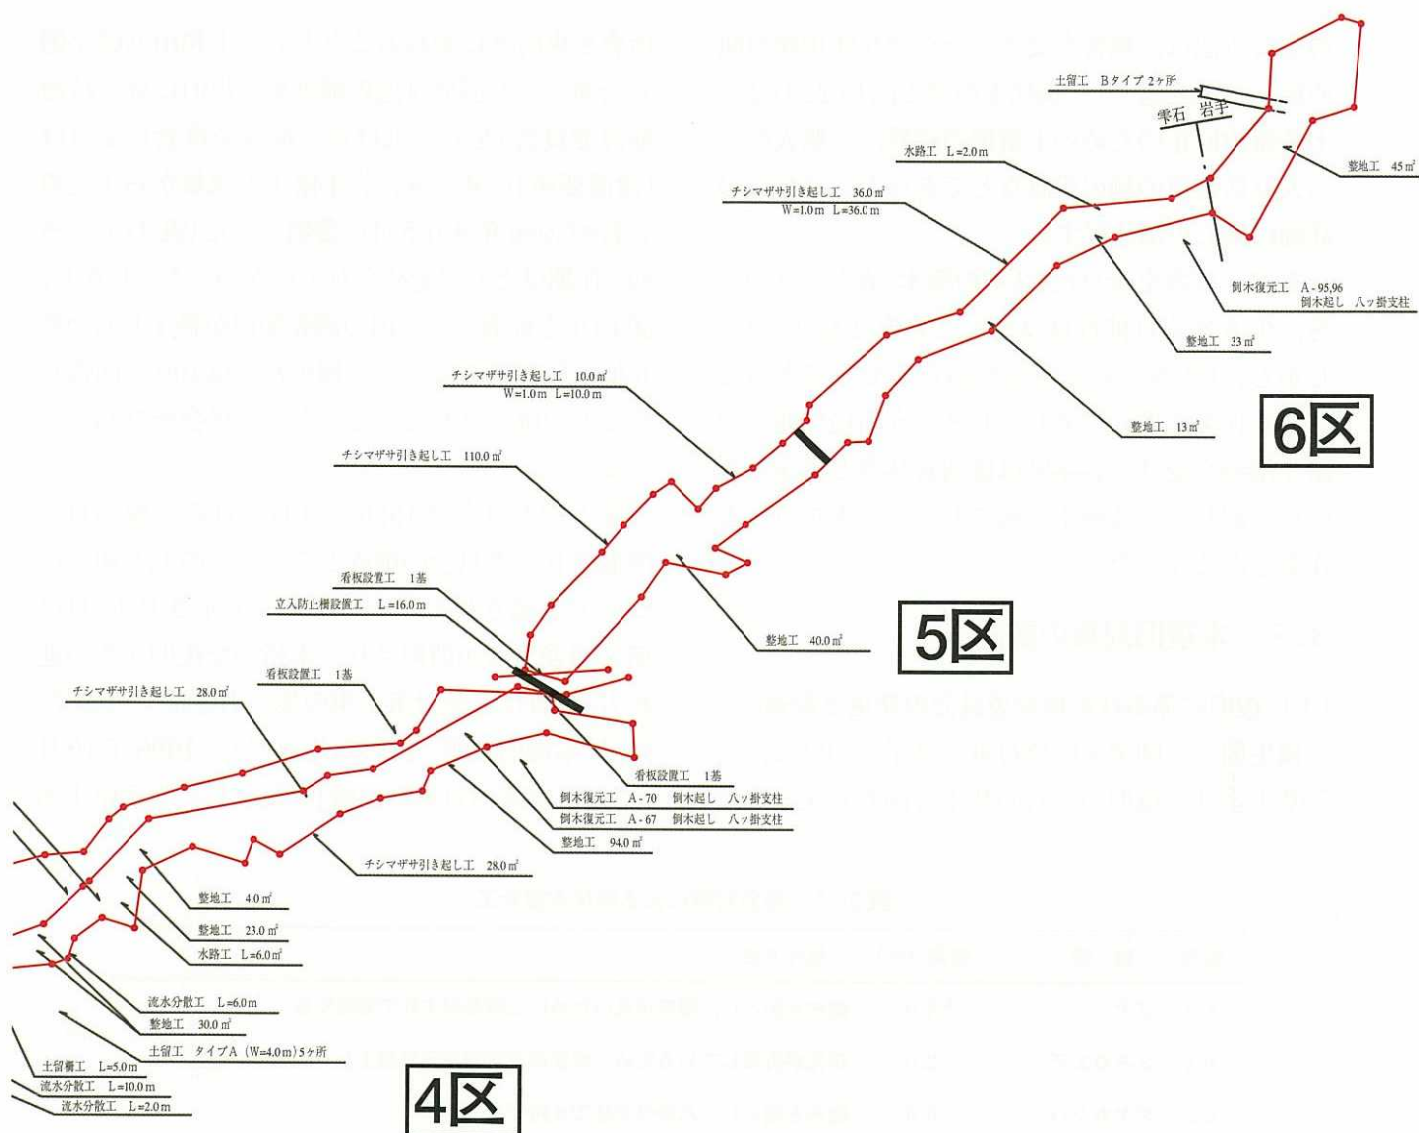 土留工 Bタイプ 2ヶ所
雫石 岩手
水路工 L=2.0m
整地工 45㎡
チシマザサ引き起し工 36.0㎡
W=1.0m L=36.0m
倒木復元工 A-95,96
倒木起し 八ッ掛支柱
整地工 23㎡
チシマザサ引き起し工 10.0㎡
W=1.0m L=10.0m
6区
整地工 13㎡
チシマザサ引き起し工 110.0㎡
看板設置工 1基
立入防止柵設置工 L=16.0m
5区
整地工 40.0㎡
看板設置工 1基
チシマザサ引き起し工 28.0㎡
看板設置工 1基
倒木復元工 A-70 倒木起し 八ッ掛支柱
倒木復元工 A-67 倒木起し 八ッ掛支柱
整地工 94.0㎡
チシマザサ引き起し工 28.0㎡
整地工 4.0㎡
整地工 23.0㎡
水路工 L=6.0㎡
流水分散工 L=6.0m
整地工 30.0㎡
土留工 タイプA (W=4.0m) 5ヶ所
土留柵工 L=5.0m
流水分散工 L=10.0m
流水分散工 L=2.0m
4区